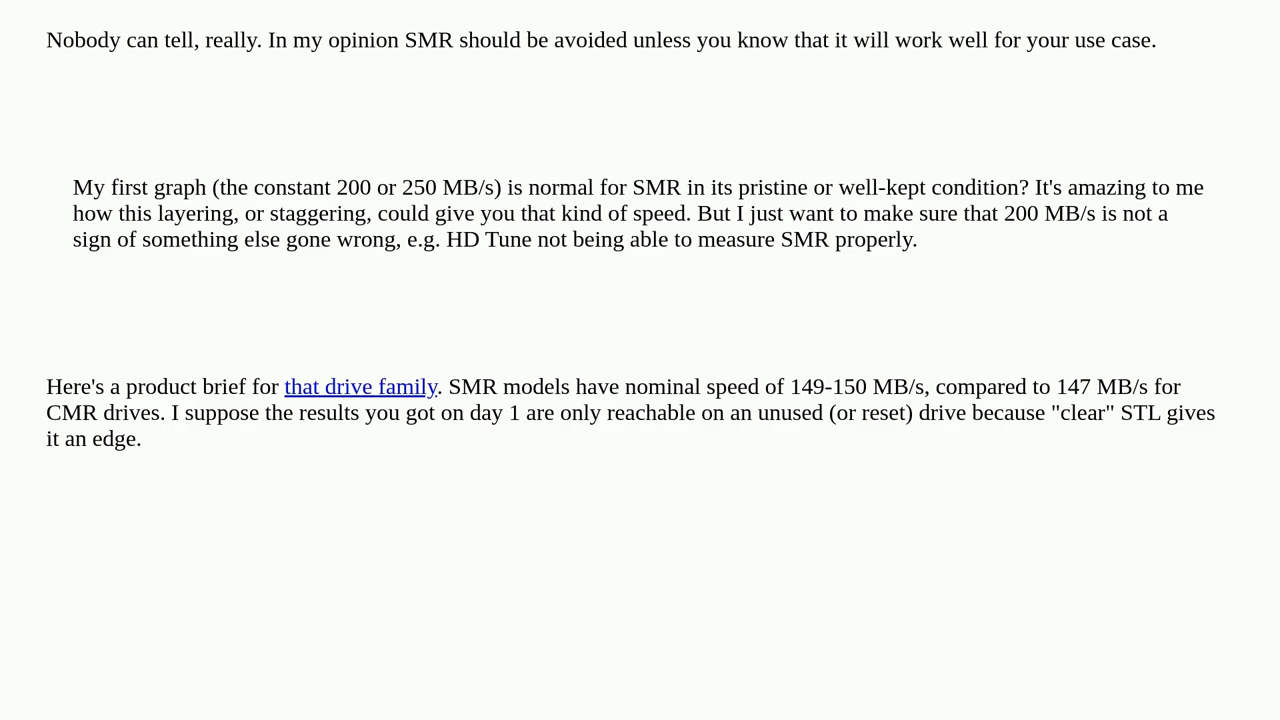 Nobody can tell, really. In my opinion SMR should be avoided unless you know that it will work well for your use case.
My first graph (the constant 200 or 250 MB/s) is normal for SMR in its pristine or well-kept condition? It's amazing to me
how this layering, or staggering, could give you that kind of speed. But I just want to make sure that 200 MB/s is not a
sign of something else gone wrong, e.g. HD Tune not being able to measure SMR properly.
Here's a product brief for that drive family. SMR models have nominal speed of 149-150 MB/s, compared to 147 MB/s for
CMR drives. I suppose the results you got on day 1 are only reachable on an unused (or reset) drive because "clear" STL gives
it an edge.